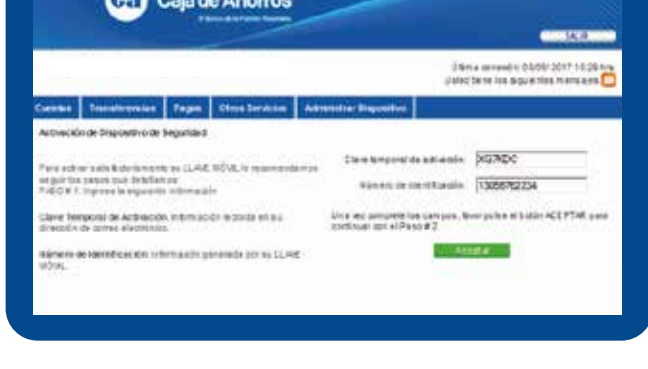 Caja de Ahorros
SALIR
Última conexión: 03/05/2017 10:29 hrs
Usted tiene los siguientes mensajes
Cuentas Transferencias Pagos Otros Servicios Administrar Dispositivo
Activación de Dispositivo de Seguridad
Para activar satisfactoriamente su LLAVE MÓVIL le recomendamos
seguir los pasos que detallamos:
PASO # 1. Ingrese la siguiente información
Clave Temporal de Activación. Información recibida en su
dirección de correo electrónico.
Número de Identificación. Información generada por su LLAVE
MÓVIL.
Clave temporal de activación: XG7KDC
Número de identificación: 13056762234
Una vez complete los campos, favor pulse el botón ACEPTAR para
continuar con el Paso # 2
Aceptar